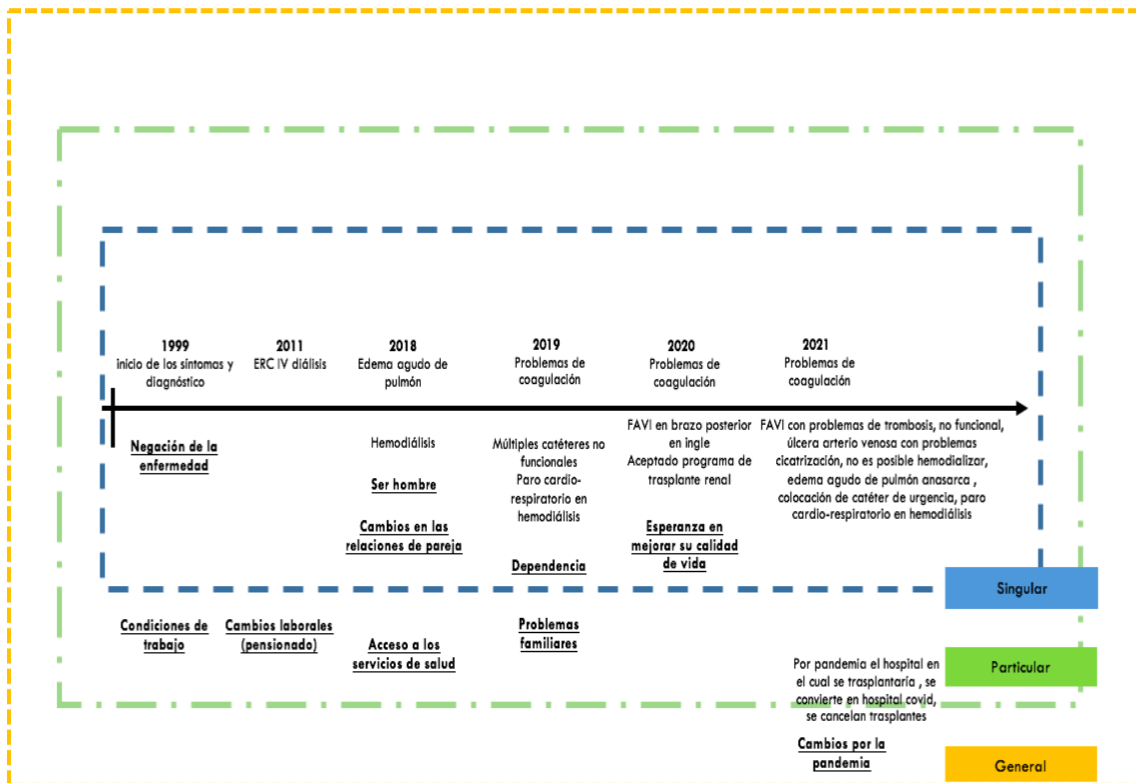 1999
inicio de los síntomas y
diagnóstico
2011
ERC IV diálisis
2018
Edema agudo de
pulmón
2019
Problemas de
coagulación
2020
Problemas de
coagulación
2021
Problemas de
coagulación
Negación de la
enfermedad
Hemodiálisis
Ser hombre
Cambios en las
relaciones de pareja
Múltiples catéteres no
funcionales
Paro cardio-
respiratorio en
hemodiálisis
Dependencia
FAVI en brazo posterior
en ingle
Aceptado programa de
trasplante renal
Esperanza en
mejorar su calidad
de vida
FAVI con problemas de trombosis, no funcional,
úlcera arterio venosa con problemas
cicatrización, no es posible hemodializar,
edema agudo de pulmón anasarca ,
colocación de catéter de urgencia, paro
cardio-respiratorio en hemodiálisis
Singular
Condiciones de
trabajo
Cambios laborales
(pensionado)
Acceso a los
servicios de salud
Problemas
familiares
Por pandemia el hospital en
el cual se trasplantaría , se
convierte en hospital covid,
se cancelan trasplantes
Particular
Cambios por la
pandemia
General